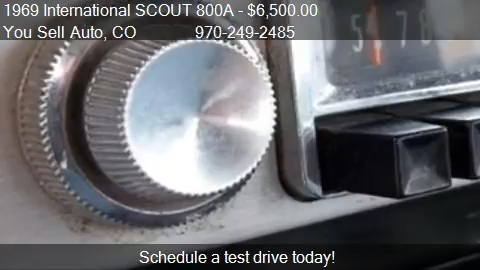 1969 International SCOUT 800A - $6,500.00
You Sell Auto, CO 970-249-2485
Schedule a test drive today!